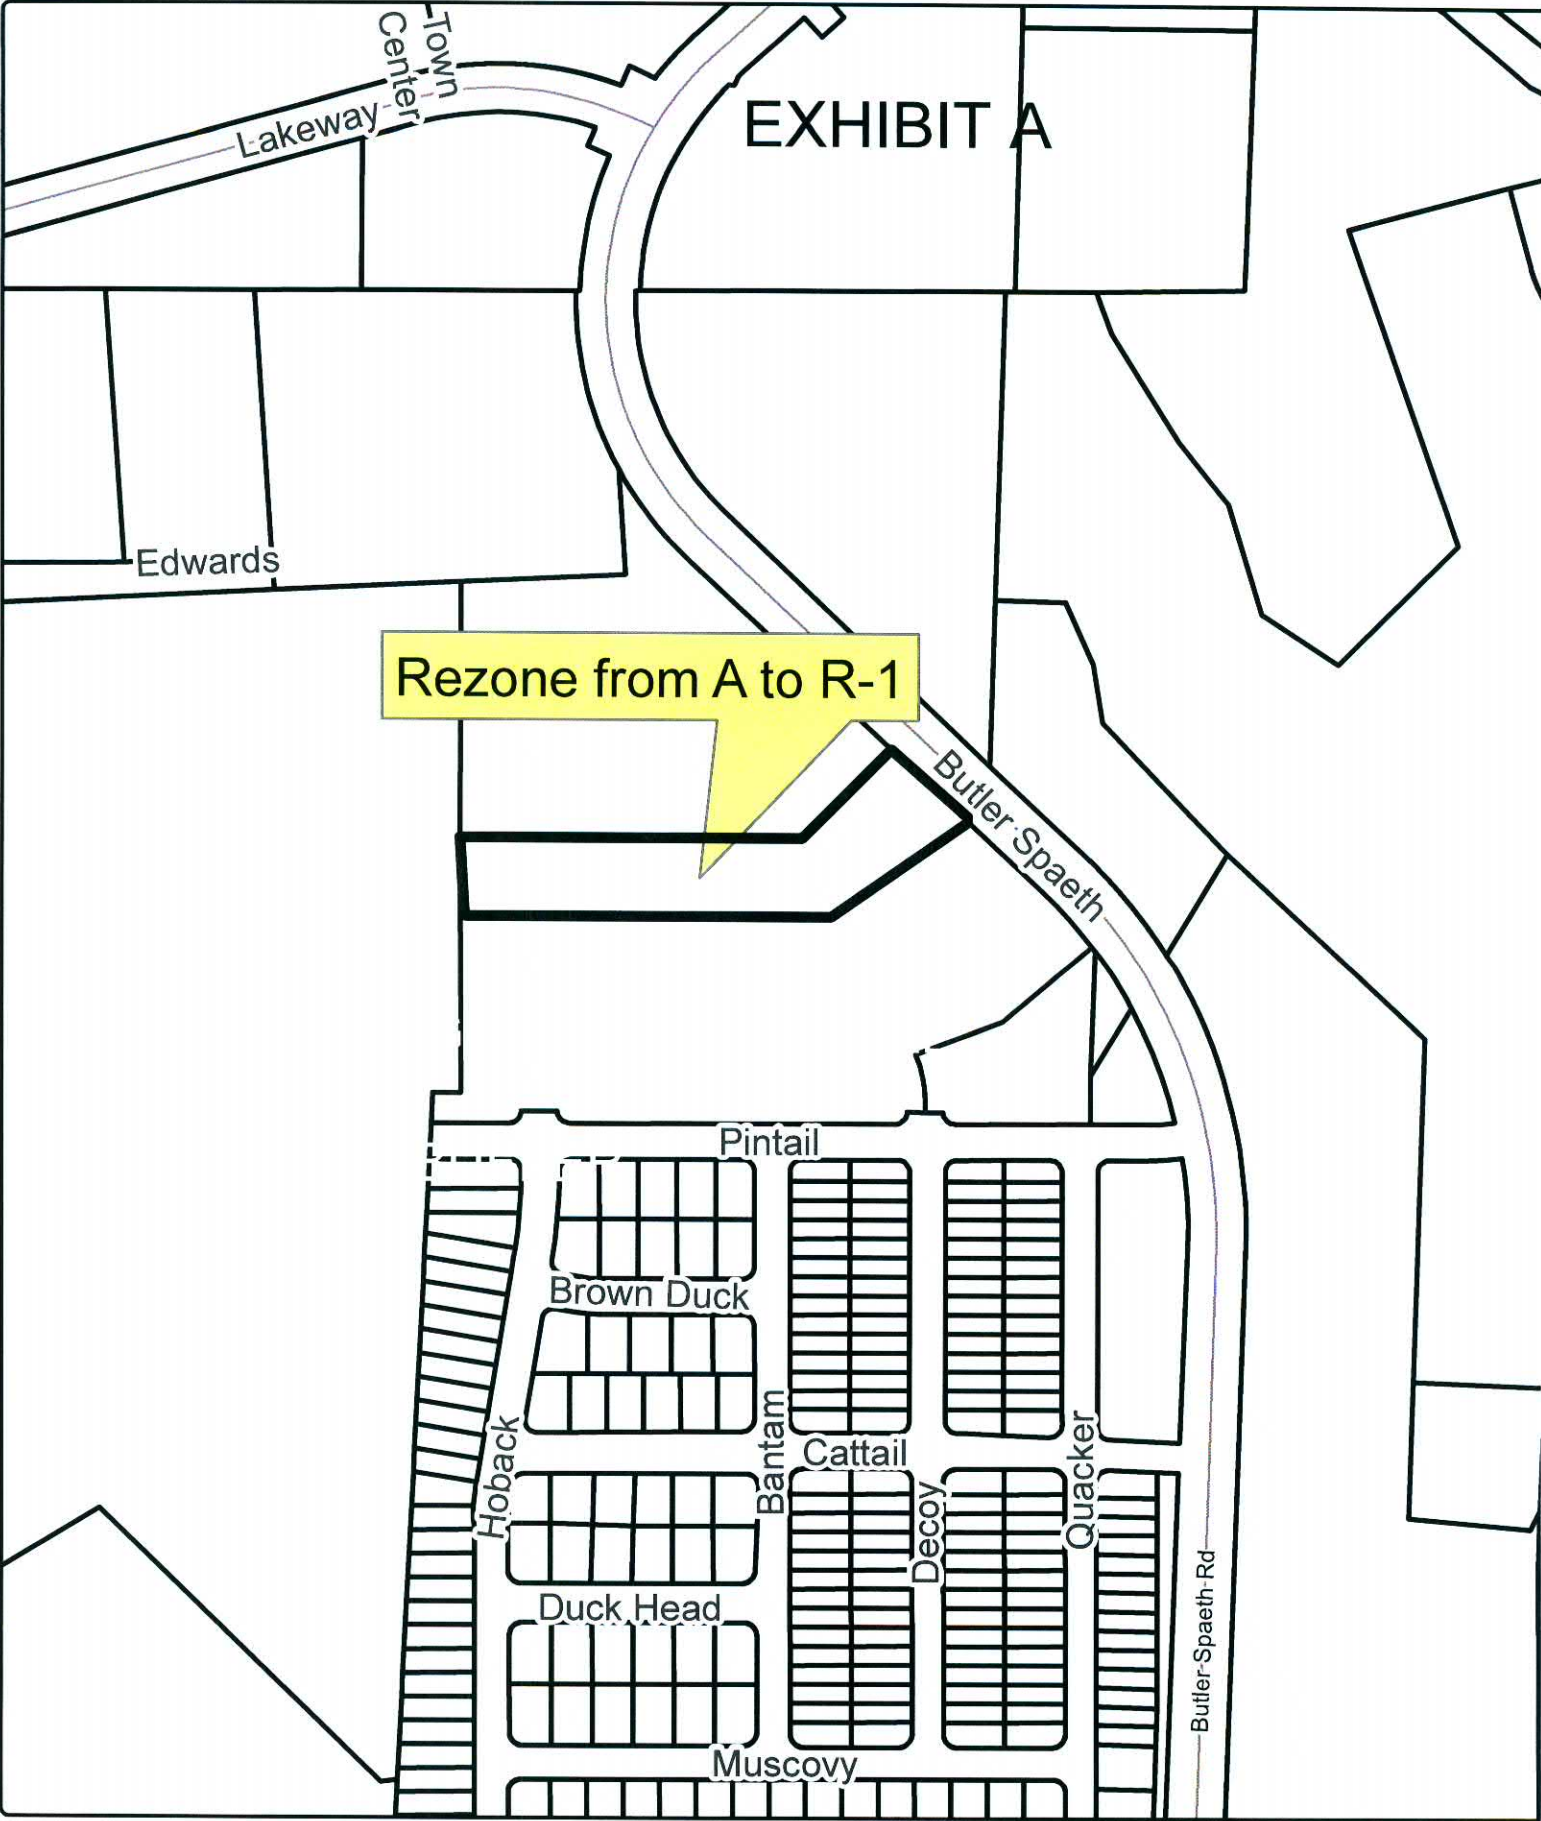 Town
Center
Lakeway
EXHIBIT A
Edwards
Rezone from A to R-1
Butler Spaeth
Pintail
Brown Duck
Bantam
Cattail
Hoback
Quacker
Decoy
Duck Head
Butler-Spaeth-Rd
Muscovy